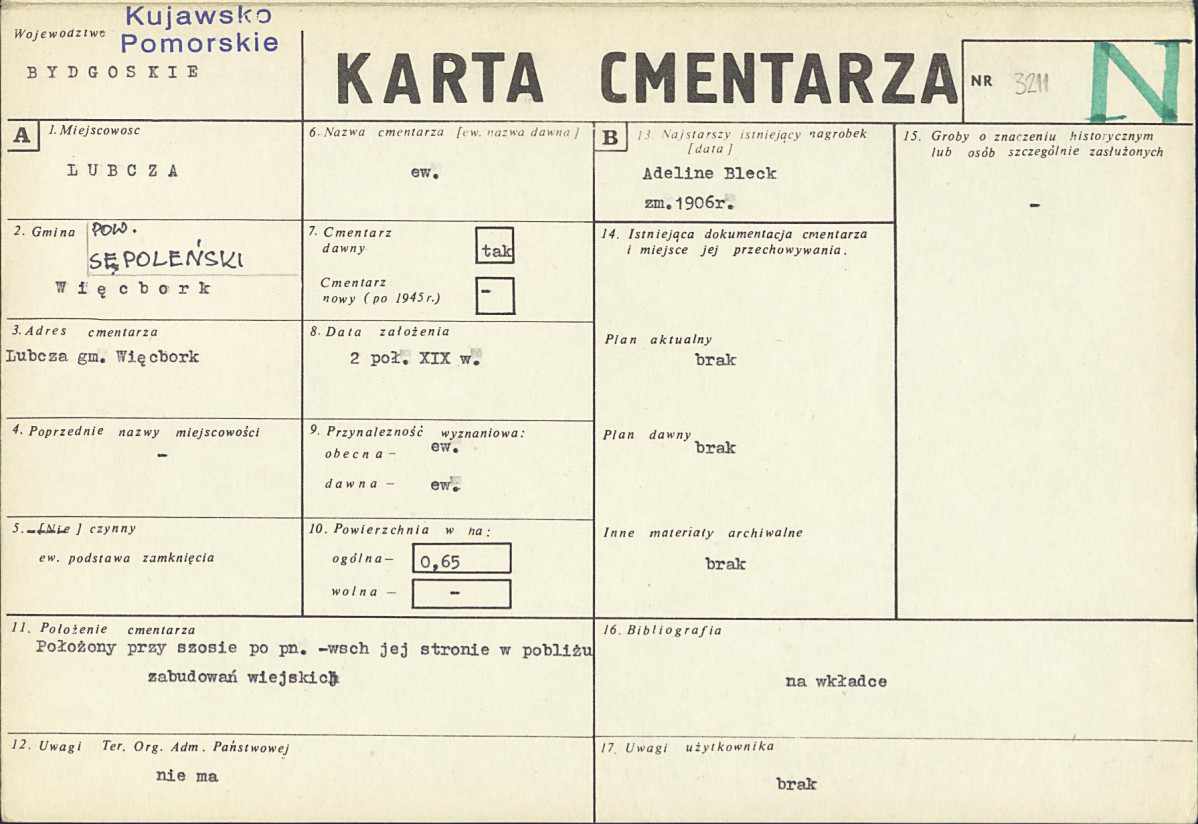 Kujawsko
Pomorskie
Wojewodztwo
BYDGOSKIE
KARTA CMENTARZA
NR 3211
N
A
1. Miejscowosc
LUBCZA
2. Gmina POW.
SĘPOLEŃSKI
Więcbork
3. Adres cmentarza
Lubcza gm. Więcbork
4. Poprzednie nazwy miejscowości
-
5. [Nie] czynny
ew. podstawa zamknięcia
6. Nazwa cmentarza [ew. nazwa dawna]
ew.
7. Cmentarz
dawny tak
Cmentarz
nowy (po 1945 r.) -
8. Data założenia
2 poł. XIX w.
9. Przynalezność wyznaniowa:
obecna - ew.
dawna - ew.
10. Powierzchnia w ha:
ogólna - 0,65
wolna - -
11. Położenie cmentarza
Położony przy szosie po pn. -wsch jej stronie w pobliżu
zabudowań wiejskich
12. Uwagi Ter. Org. Adm. Państwowej
nie ma
B
13. Najstarszy istniejący nagrobek
[data]
Adeline Bleck
zm. 1906r.
14. Istniejąca dokumentacja cmentarza
i miejsce jej przechowywania.
Plan aktualny
brak
Plan dawny
brak
Inne materiały archiwalne
brak
15. Groby o znaczeniu historycznym
lub osób szczególnie zasłużonych
-
16. Bibliografia
na wkładce
17. Uwagi użytkownika
brak